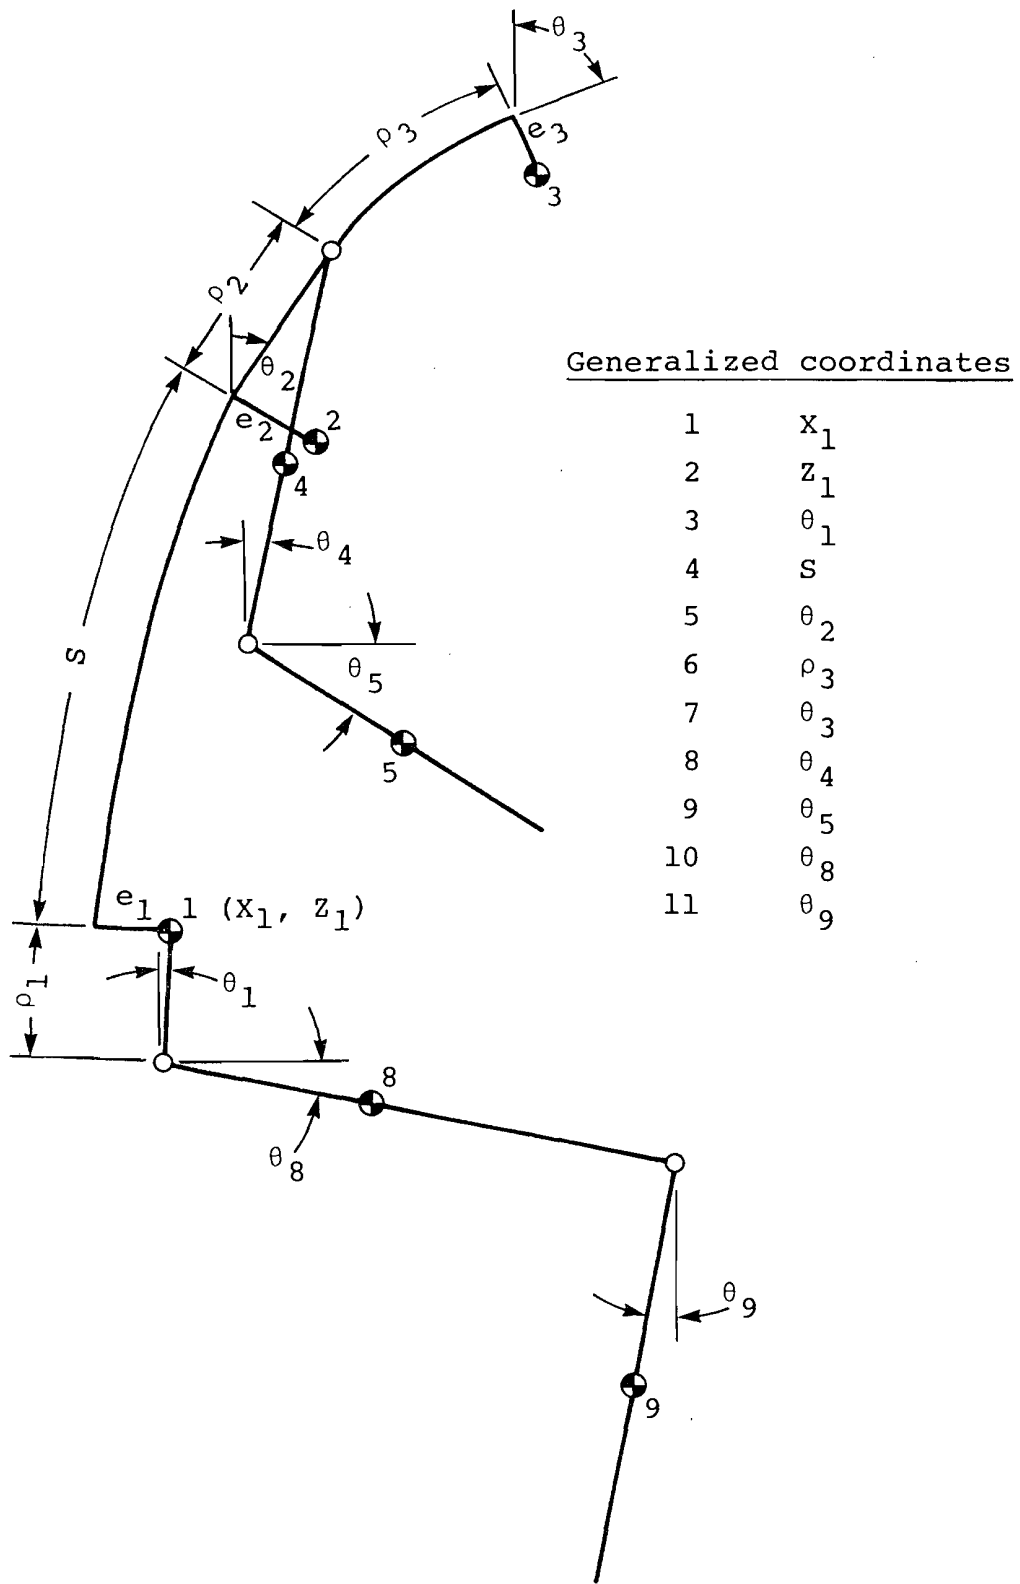 θ3
ρ3
e3
3
ρ2
θ2
e2
2
4
θ4
Generalized coordinates
1 X1
2 Z1
3 θ1
4 S
5 θ2
6 ρ3
7 θ3
8 θ4
9 θ5
10 θ8
11 θ9
S
θ5
5
e1 1 (X1, Z1)
ρ1
θ1
8
θ8
θ9
9